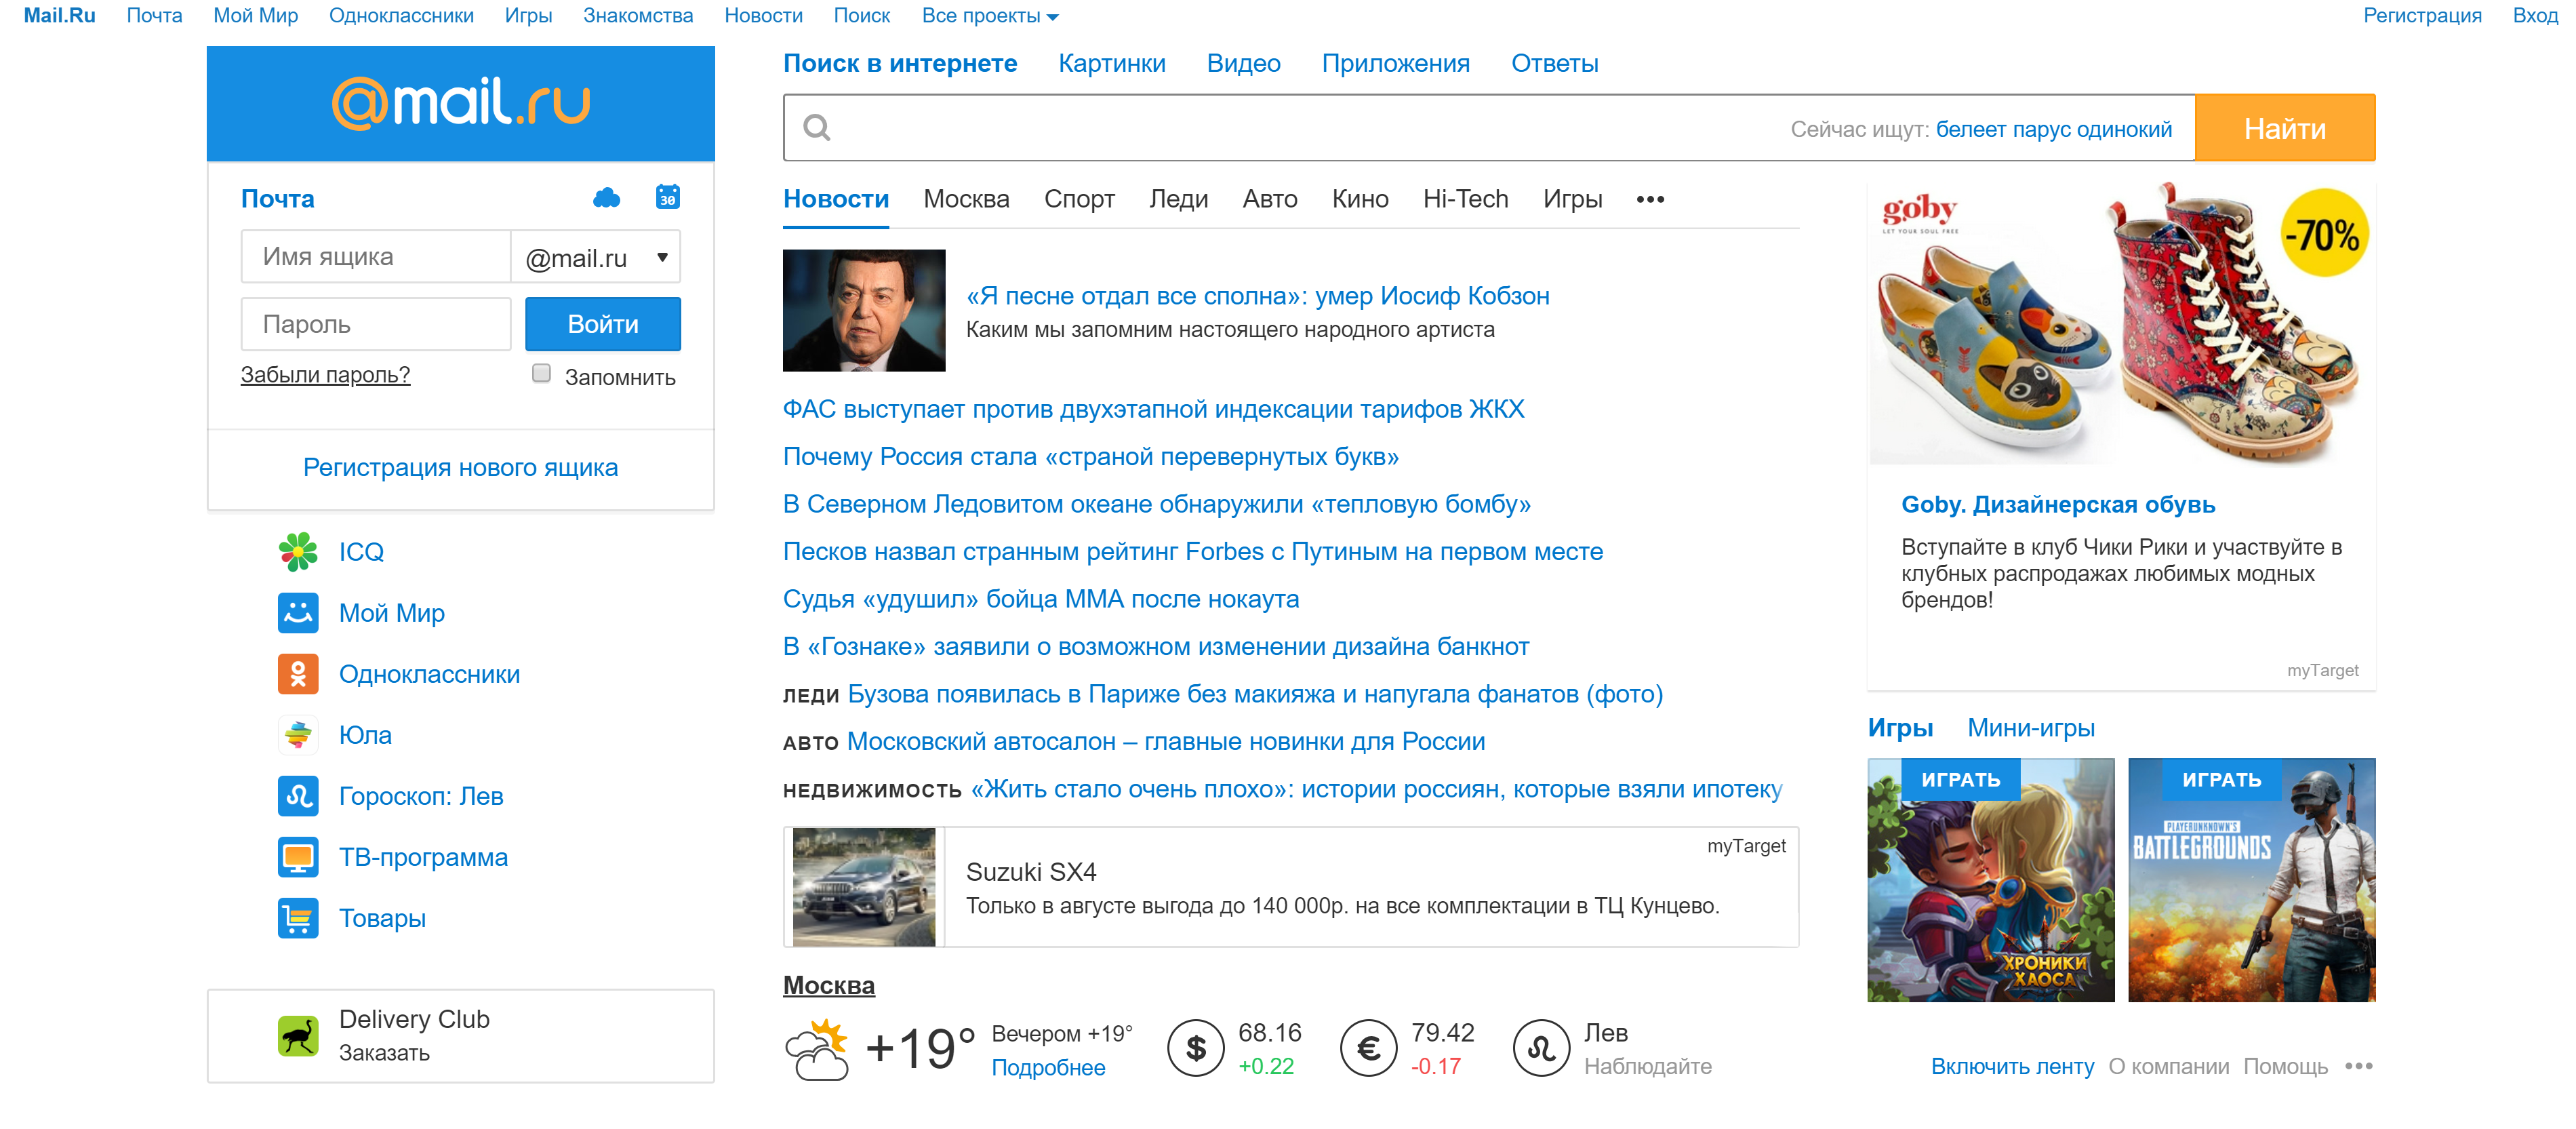 Mail.Ru Почта Мой Мир Одноклассники Игры Знакомства Новости Поиск Все проекты Регистрация Вход
@mail.ru
Почта
30
Имя ящика @mail.ru
Пароль Войти
Забыли пароль? Запомнить
Регистрация нового ящика
ICQ
Мой Мир
Одноклассники
Юла
Гороскоп: Лев
ТВ-программа
Товары
Delivery Club
Заказать
Поиск в интернете Картинки Видео Приложения Ответы
Сейчас ищут: белеет парус одинокий Найти
Новости Москва Спорт Леди Авто Кино Hi-Tech Игры •••
«Я песне отдал все сполна»: умер Иосиф Кобзон
Каким мы запомним настоящего народного артиста
ФАС выступает против двухэтапной индексации тарифов ЖКХ
Почему Россия стала «страной перевернутых букв»
В Северном Ледовитом океане обнаружили «тепловую бомбу»
Песков назвал странным рейтинг Forbes с Путиным на первом месте
Судья «удушил» бойца ММА после нокаута
В «Гознаке» заявили о возможном изменении дизайна банкнот
ЛЕДИ Бузова появилась в Париже без макияжа и напугала фанатов (фото)
АВТО Московский автосалон – главные новинки для России
НЕДВИЖИМОСТЬ «Жить стало очень плохо»: истории россиян, которые взяли ипотеку
myTarget
Suzuki SX4
Только в августе выгода до 140 000р. на все комплектации в ТЦ Кунцево.
Москва
+19° Вечером +19°
Подробнее
$ 68.16
+0.22
€ 79.42
-0.17
Лев
Наблюдайте
goby
LET YOUR SOUL FREE
-70%
Goby. Дизайнерская обувь
Вступайте в клуб Чики Рики и участвуйте в
клубных распродажах любимых модных
брендов!
myTarget
Игры Мини-игры
ИГРАТЬ
ХРОНИКИ
ХАОСА
ИГРАТЬ
PLAYERUNKNOWN'S
BATTLEGROUNDS
Включить ленту О компании Помощь •••